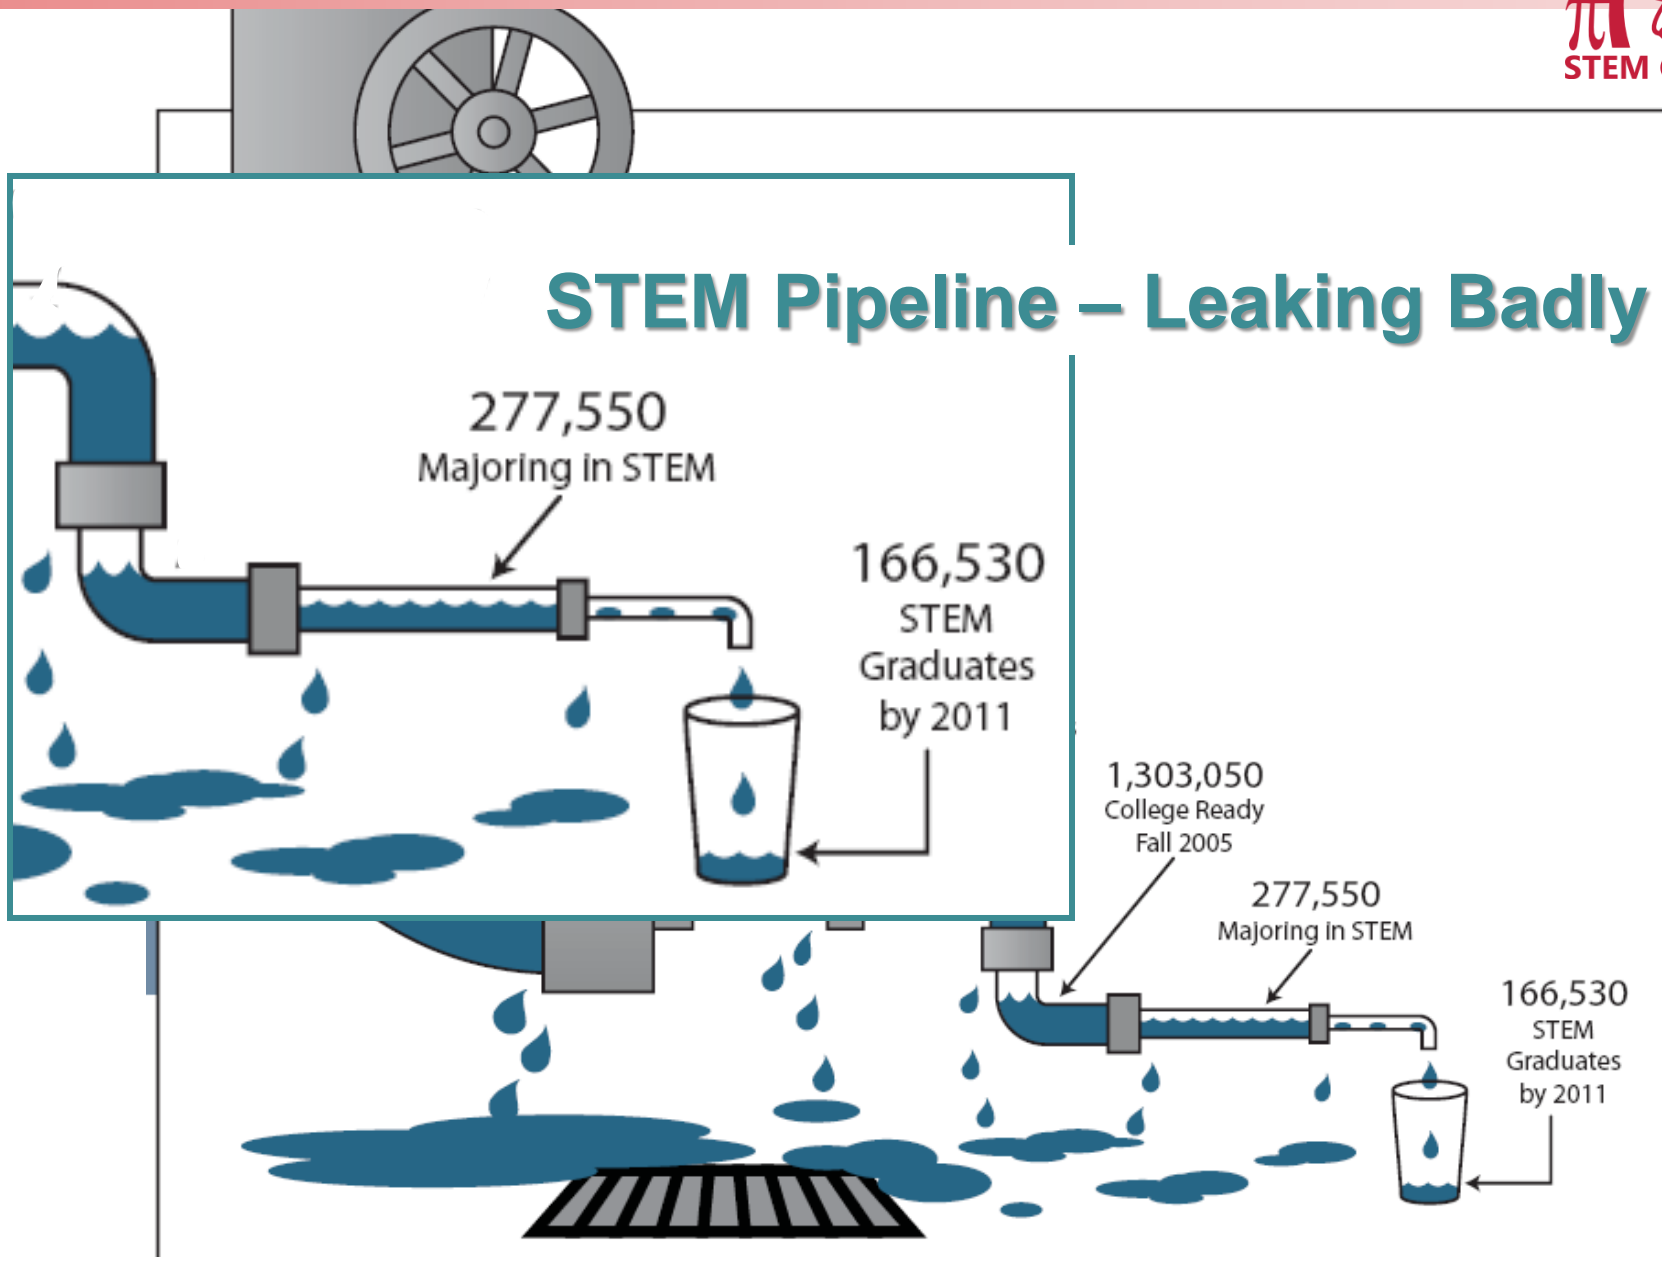 STEM
STEM Pipeline – Leaking Badly
277,550
Majoring in STEM
166,530
STEM
Graduates
by 2011
1,303,050
College Ready
Fall 2005
277,550
Majoring in STEM
166,530
STEM
Graduates
by 2011